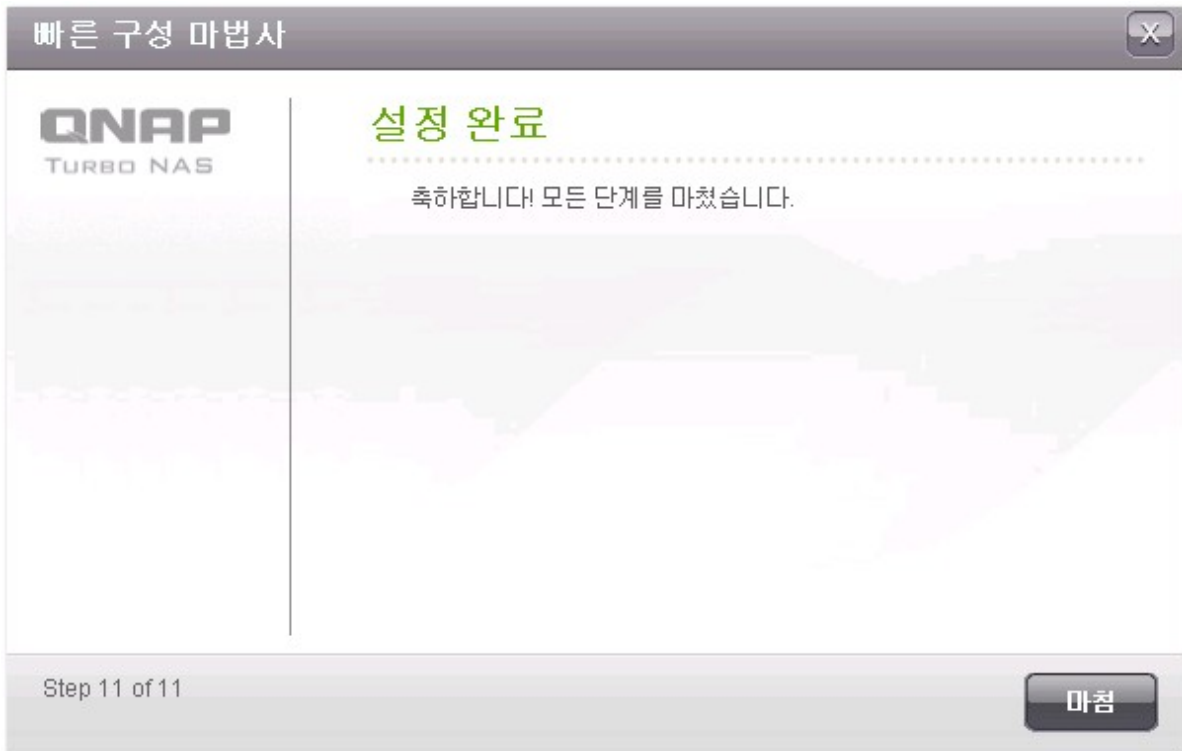 빠른 구성 마법사
X
QNAP
TURBO NAS
설정 완료
축하합니다! 모든 단계를 마쳤습니다.
Step 11 of 11
마침